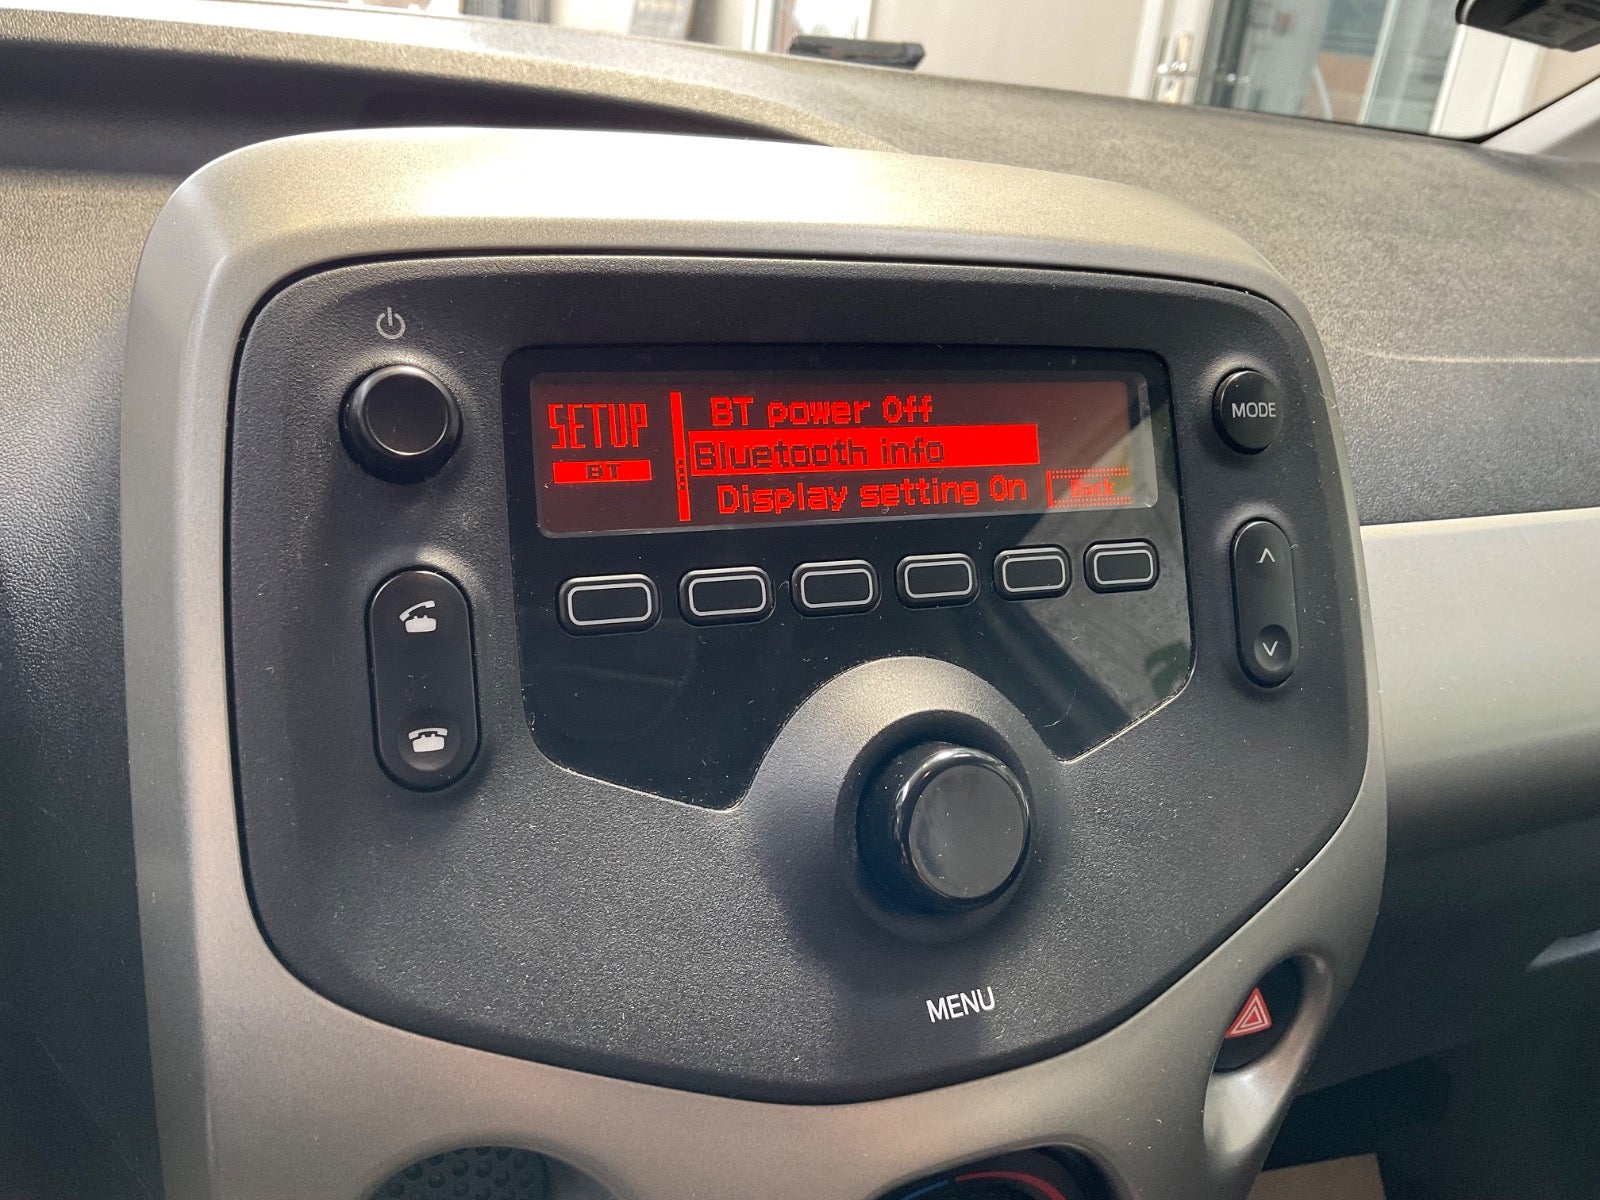 SETUP
BT
BT power Off
Bluetooth info
Display setting On
Back
MODE
MENU